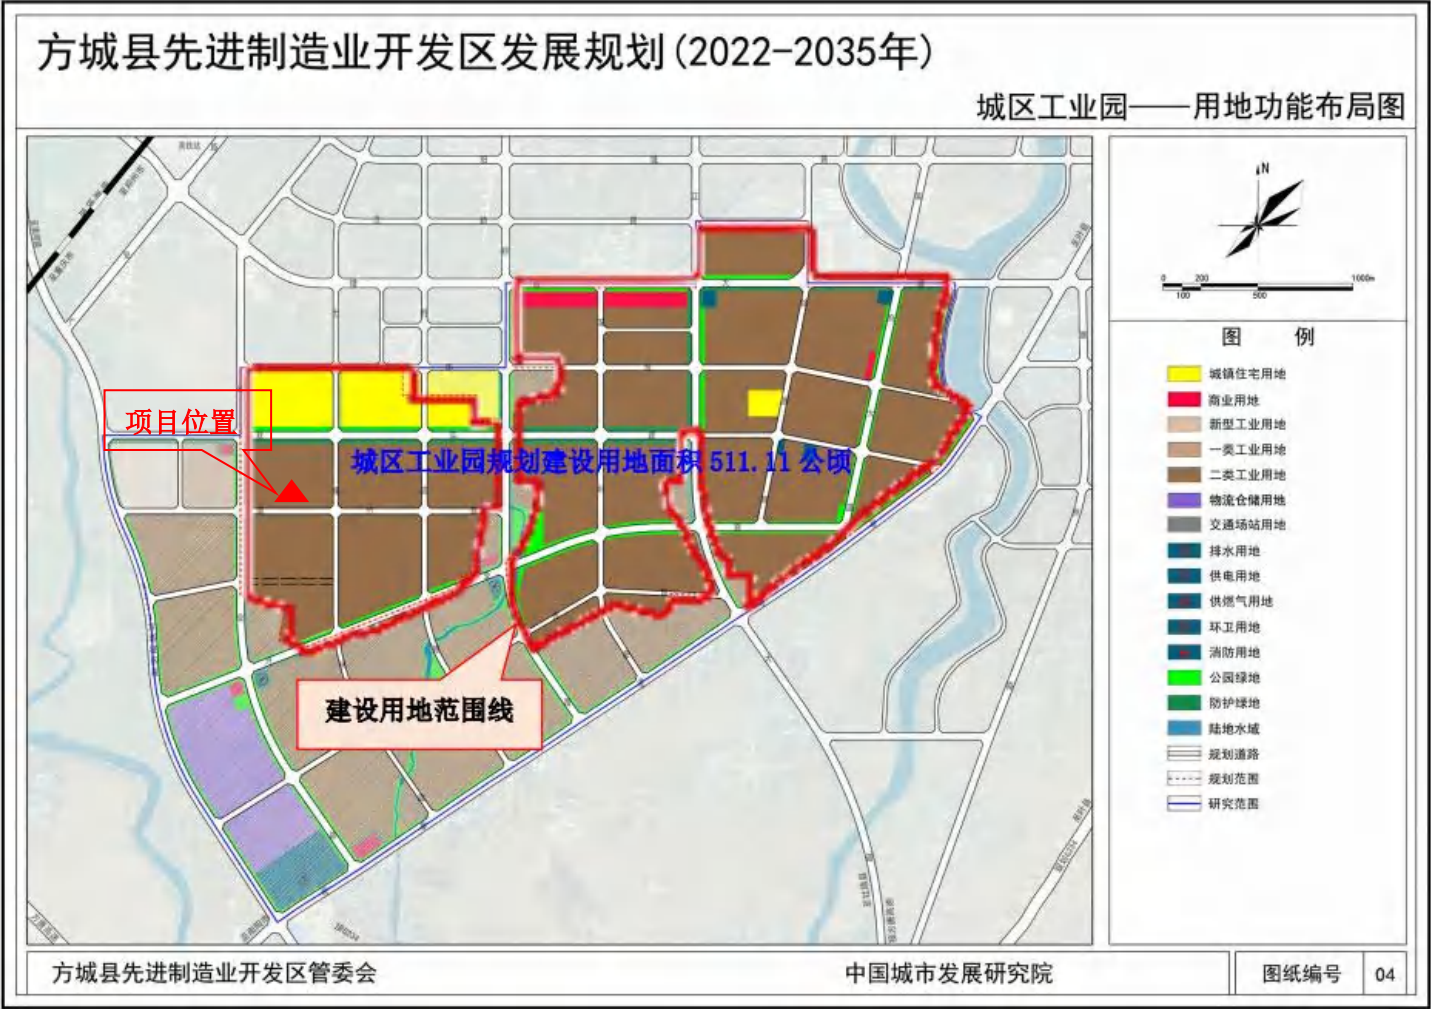 方城县先进制造业开发区发展规划(2022-2035年)
城区工业园——用地功能布局图
项目位置
城区工业园规划建设用地面积 511.11 公顷
建设用地范围线
N
0 200 1000m
100 500
图 例
城镇住宅用地
商业用地
新型工业用地
一类工业用地
二类工业用地
物流仓储用地
交通场站用地
排水用地
供电用地
供燃气用地
环卫用地
消防用地
公园绿地
防护绿地
陆地水域
规划道路
规划范围
研究范围
至叶县
至叶县
方城县先进制造业开发区管委会
中国城市发展研究院
图纸编号
04